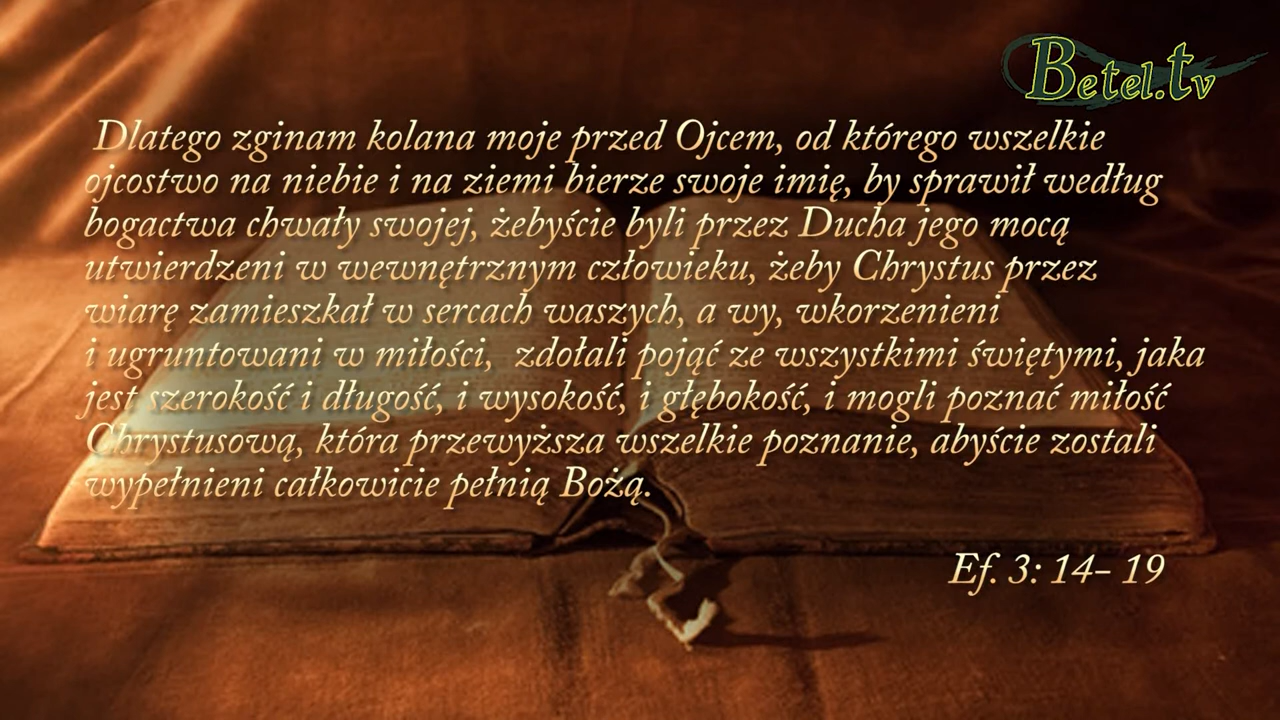 Betel.tv
Dlatego zginam kolana moje przed Ojcem, od którego wszelkie
ojcostwo na niebie i na ziemi bierze swoje imię, by sprawił według
bogactwa chwały swojej, żebyście byli przez Ducha jego mocą
utwierdzeni w wewnętrznym człowieku, żeby Chrystus przez
wiarę zamieszkał w sercach waszych, a wy, wkorzenieni
i ugruntowani w miłości, zdołali pojąć ze wszystkimi świętymi, jaka
jest szerokość i długość, i wysokość, i głębokość, i mogli poznać miłość
Chrystusową, która przewyższa wszelkie poznanie, abyście zostali
wypełnieni całkowicie pełnią Bożą.
Ef. 3: 14- 19